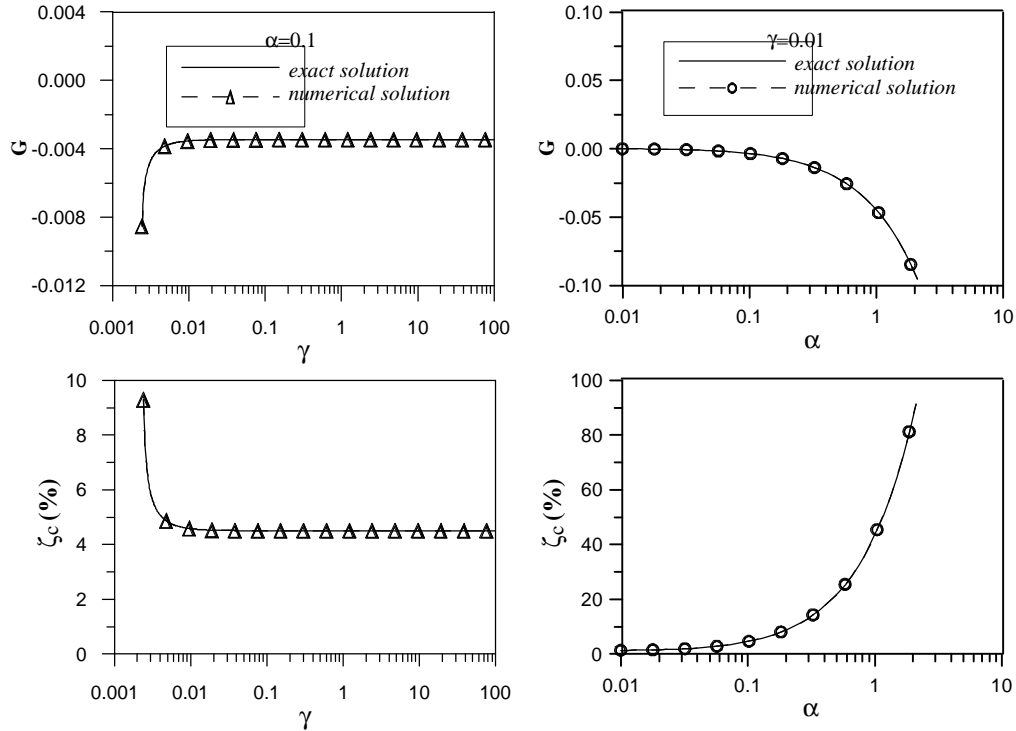 0.004
0.000
-0.004
-0.008
-0.012
G
α=0.1
exact solution
numerical solution
0.001 0.01 0.1 1 10 100
γ
0.10
0.05
0.00
-0.05
-0.10
G
γ=0.01
exact solution
numerical solution
0.01 0.1 1 10
α
10
8
6
4
2
0
ζc (%)
0.001 0.01 0.1 1 10 100
γ
100
80
60
40
20
0
ζc (%)
0.01 0.1 1 10
α